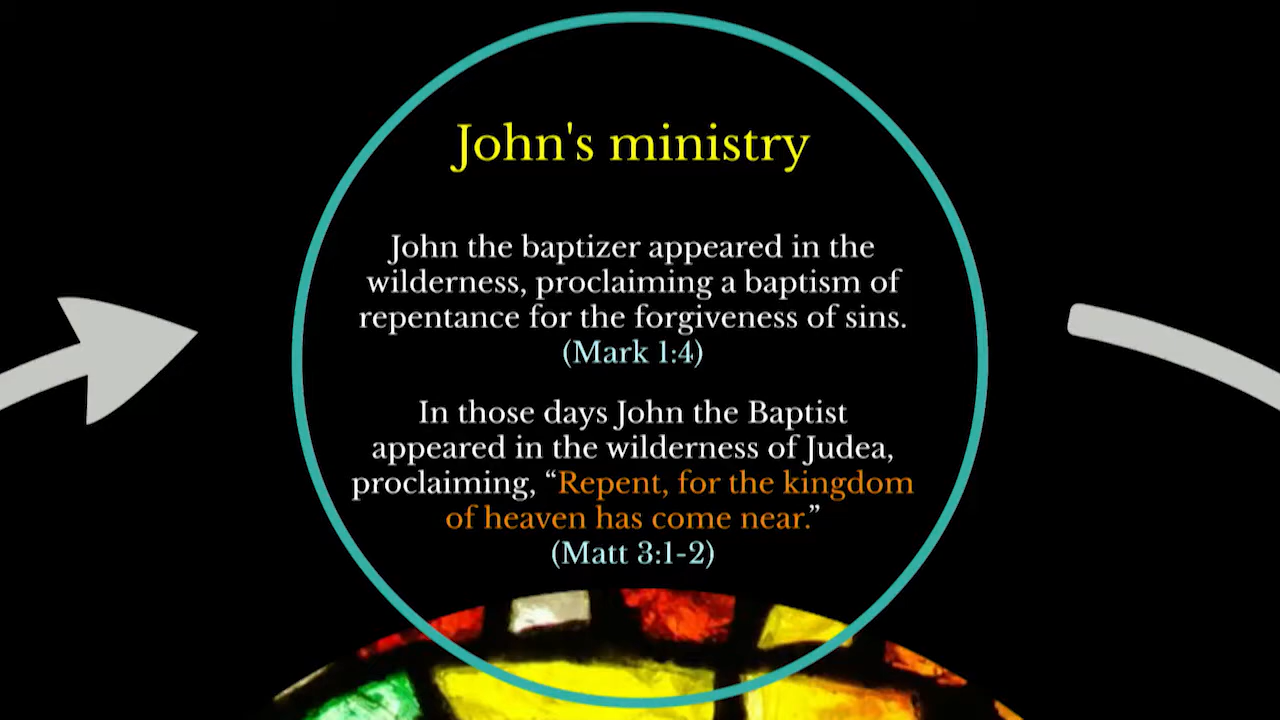 John's ministry
John the baptizer appeared in the
wilderness, proclaiming a baptism of
repentance for the forgiveness of sins.
(Mark 1:4)
In those days John the Baptist
appeared in the wilderness of Judea,
proclaiming, “Repent, for the kingdom
of heaven has come near.”
(Matt 3:1-2)